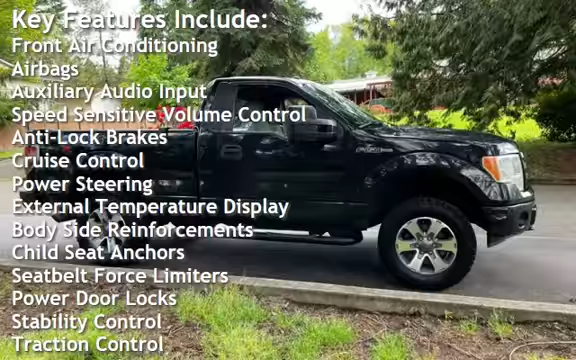 Key Features Include:
Front Air Conditioning
Airbags
Auxiliary Audio Input
Speed Sensitive Volume Control
Anti-Lock Brakes
Cruise Control
Power Steering
External Temperature Display
Body Side Reinforcements
Child Seat Anchors
Seatbelt Force Limiters
Power Door Locks
Stability Control
Traction Control